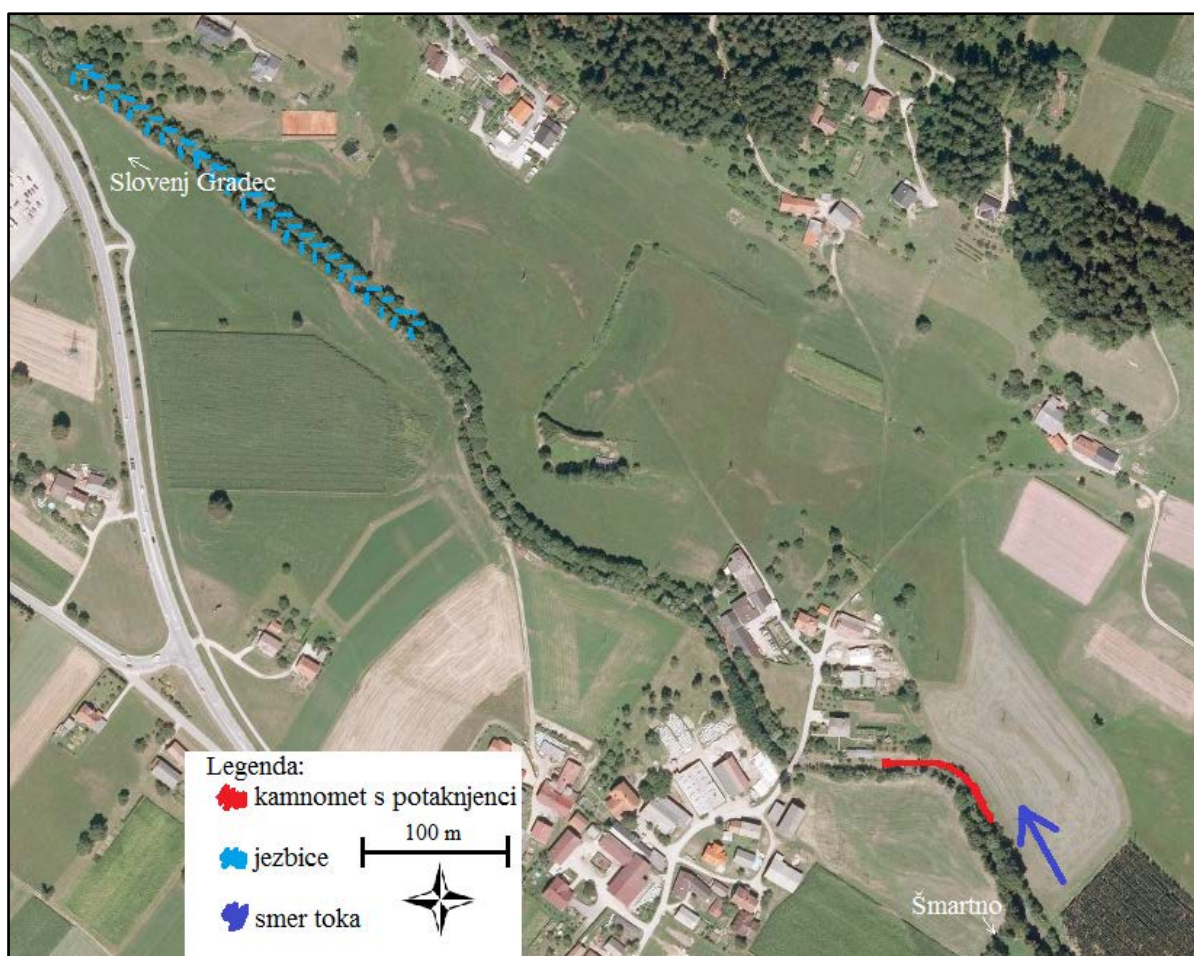 Slovenj Gradec
Šmartno
Legenda:
kamnomet s potaknjenci
100 m
jezbice
smer toka